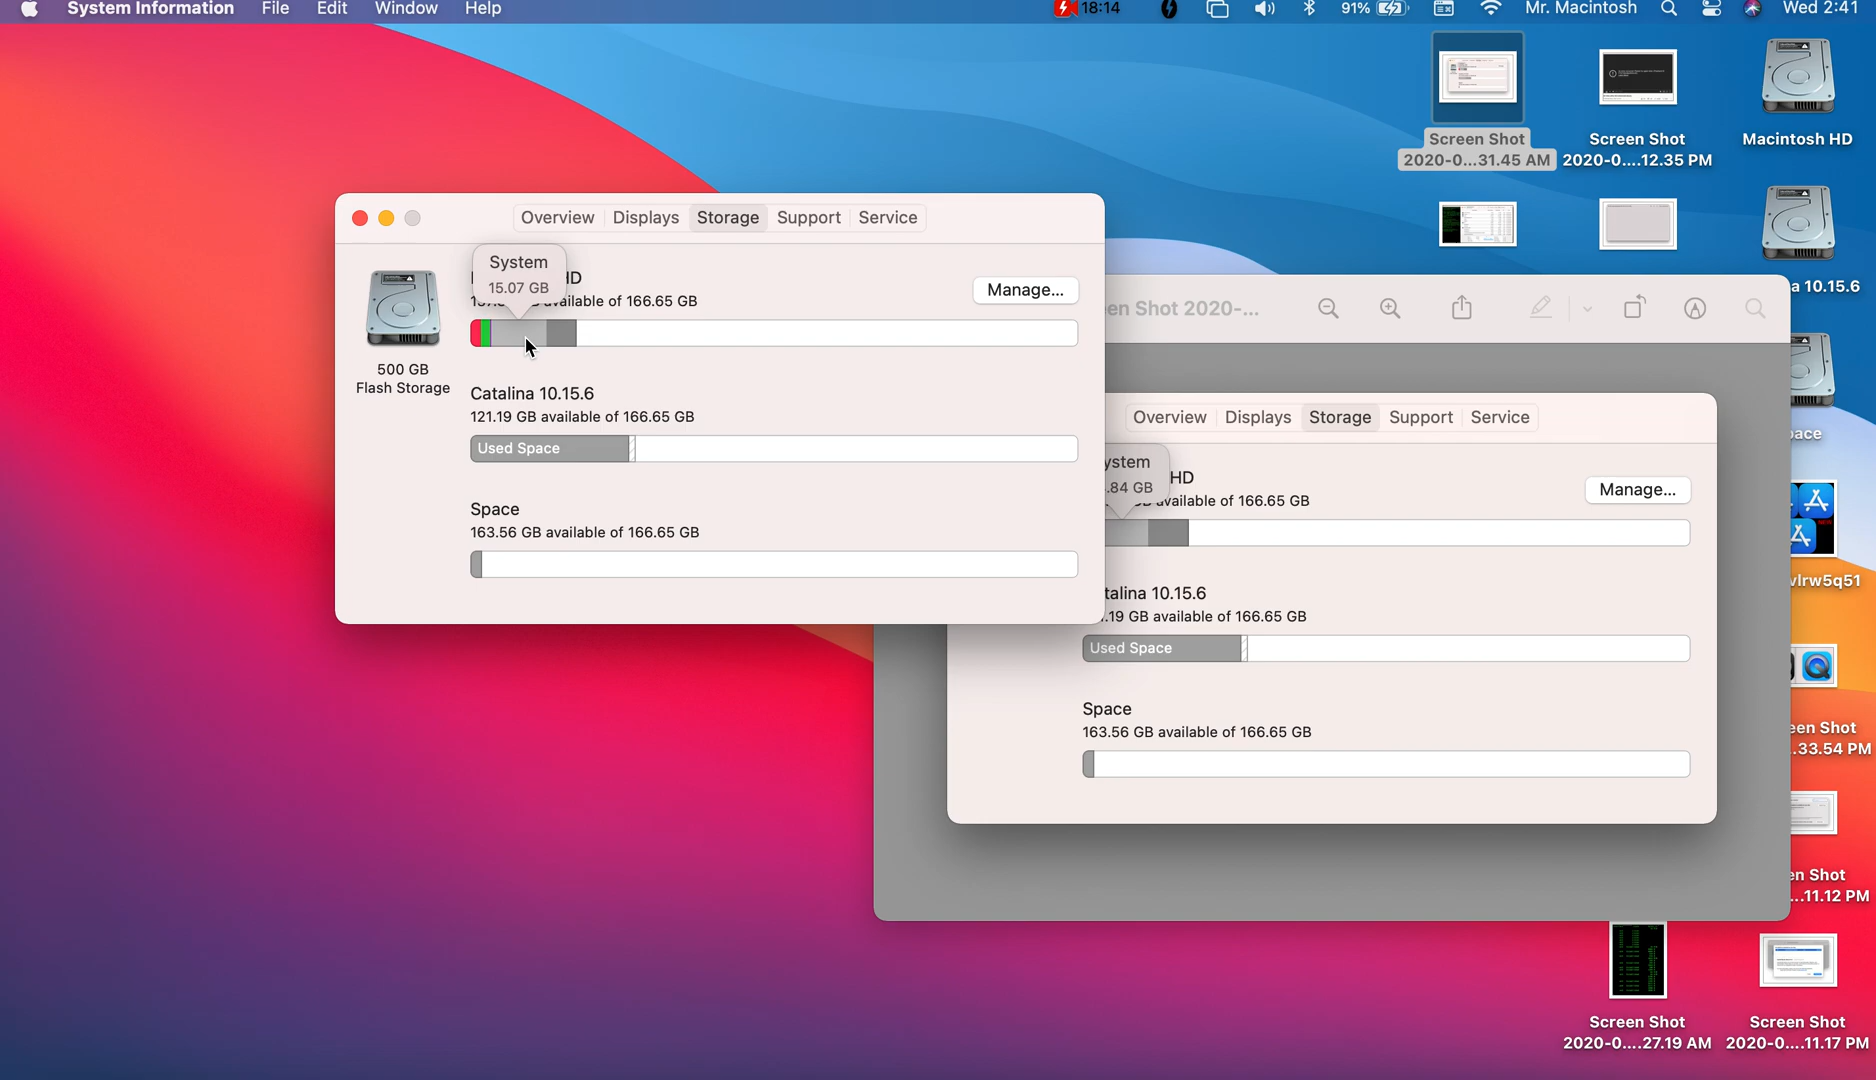 System Information File Edit Window Help 18:14 91% Mr. Macintosh Wed 2:41
Screen Shot
2020-0...31.45 AM
Screen Shot
2020-0....12.35 PM
Macintosh HD
Overview Displays Storage Support Service
System
15.07 GB
HD
available of 166.65 GB
Manage...
500 GB
Flash Storage
Catalina 10.15.6
121.19 GB available of 166.65 GB
Used Space
Space
163.56 GB available of 166.65 GB
een Shot 2020-...
a 10.15.6
pace
Overview Displays Storage Support Service
ystem
.84 GB
HD
available of 166.65 GB
Manage...
talina 10.15.6
.19 GB available of 166.65 GB
Used Space
Space
163.56 GB available of 166.65 GB
vlrw5q51
een Shot
.33.54 PM
en Shot
...11.12 PM
Screen Shot
2020-0....27.19 AM
Screen Shot
2020-0....11.17 PM